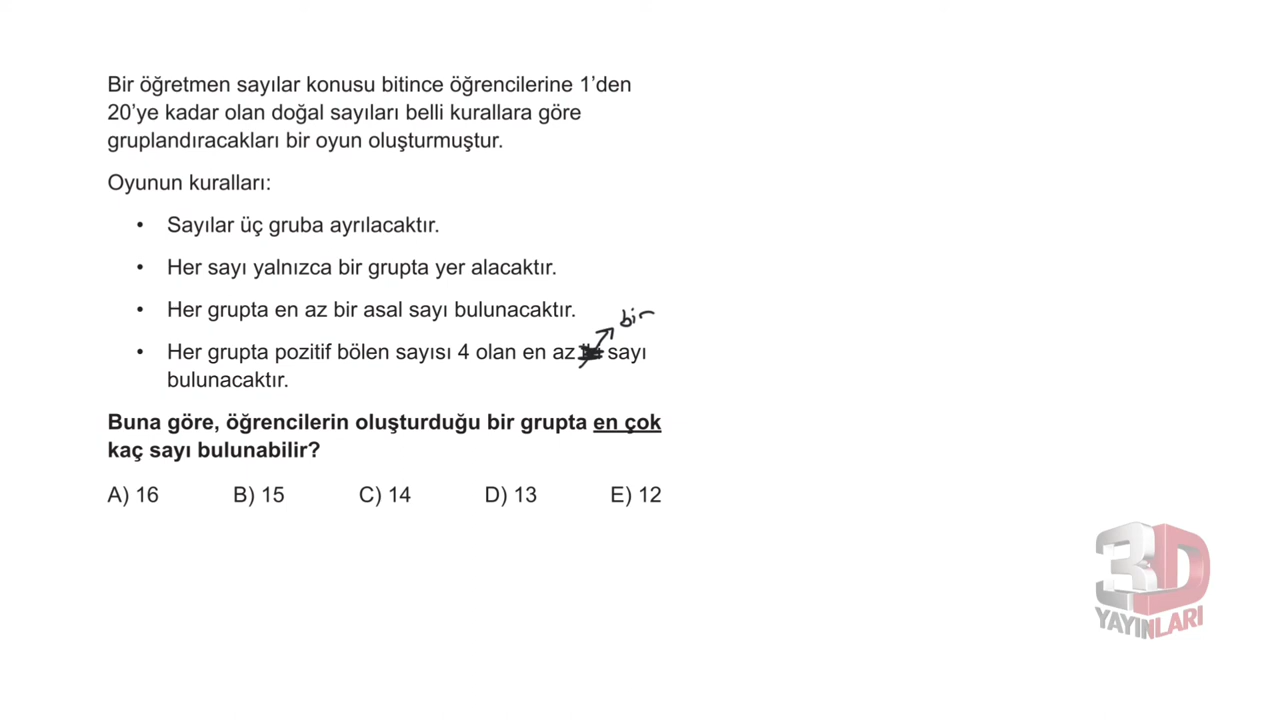 Bir öğretmen sayılar konusu bitince öğrencilerine 1’den
20’ye kadar olan doğal sayıları belli kurallara göre
gruplandıracakları bir oyun oluşturmuştur.
Oyunun kuralları:
• Sayılar üç gruba ayrılacaktır.
• Her sayı yalnızca bir grupta yer alacaktır.
• Her grupta en az bir asal sayı bulunacaktır.
bir
• Her grupta pozitif bölen sayısı 4 olan en az sayı
bulunacaktır.
Buna göre, öğrencilerin oluşturduğu bir grupta en çok
kaç sayı bulunabilir?
A) 16 B) 15 C) 14 D) 13 E) 12
3D
YAYINLARI